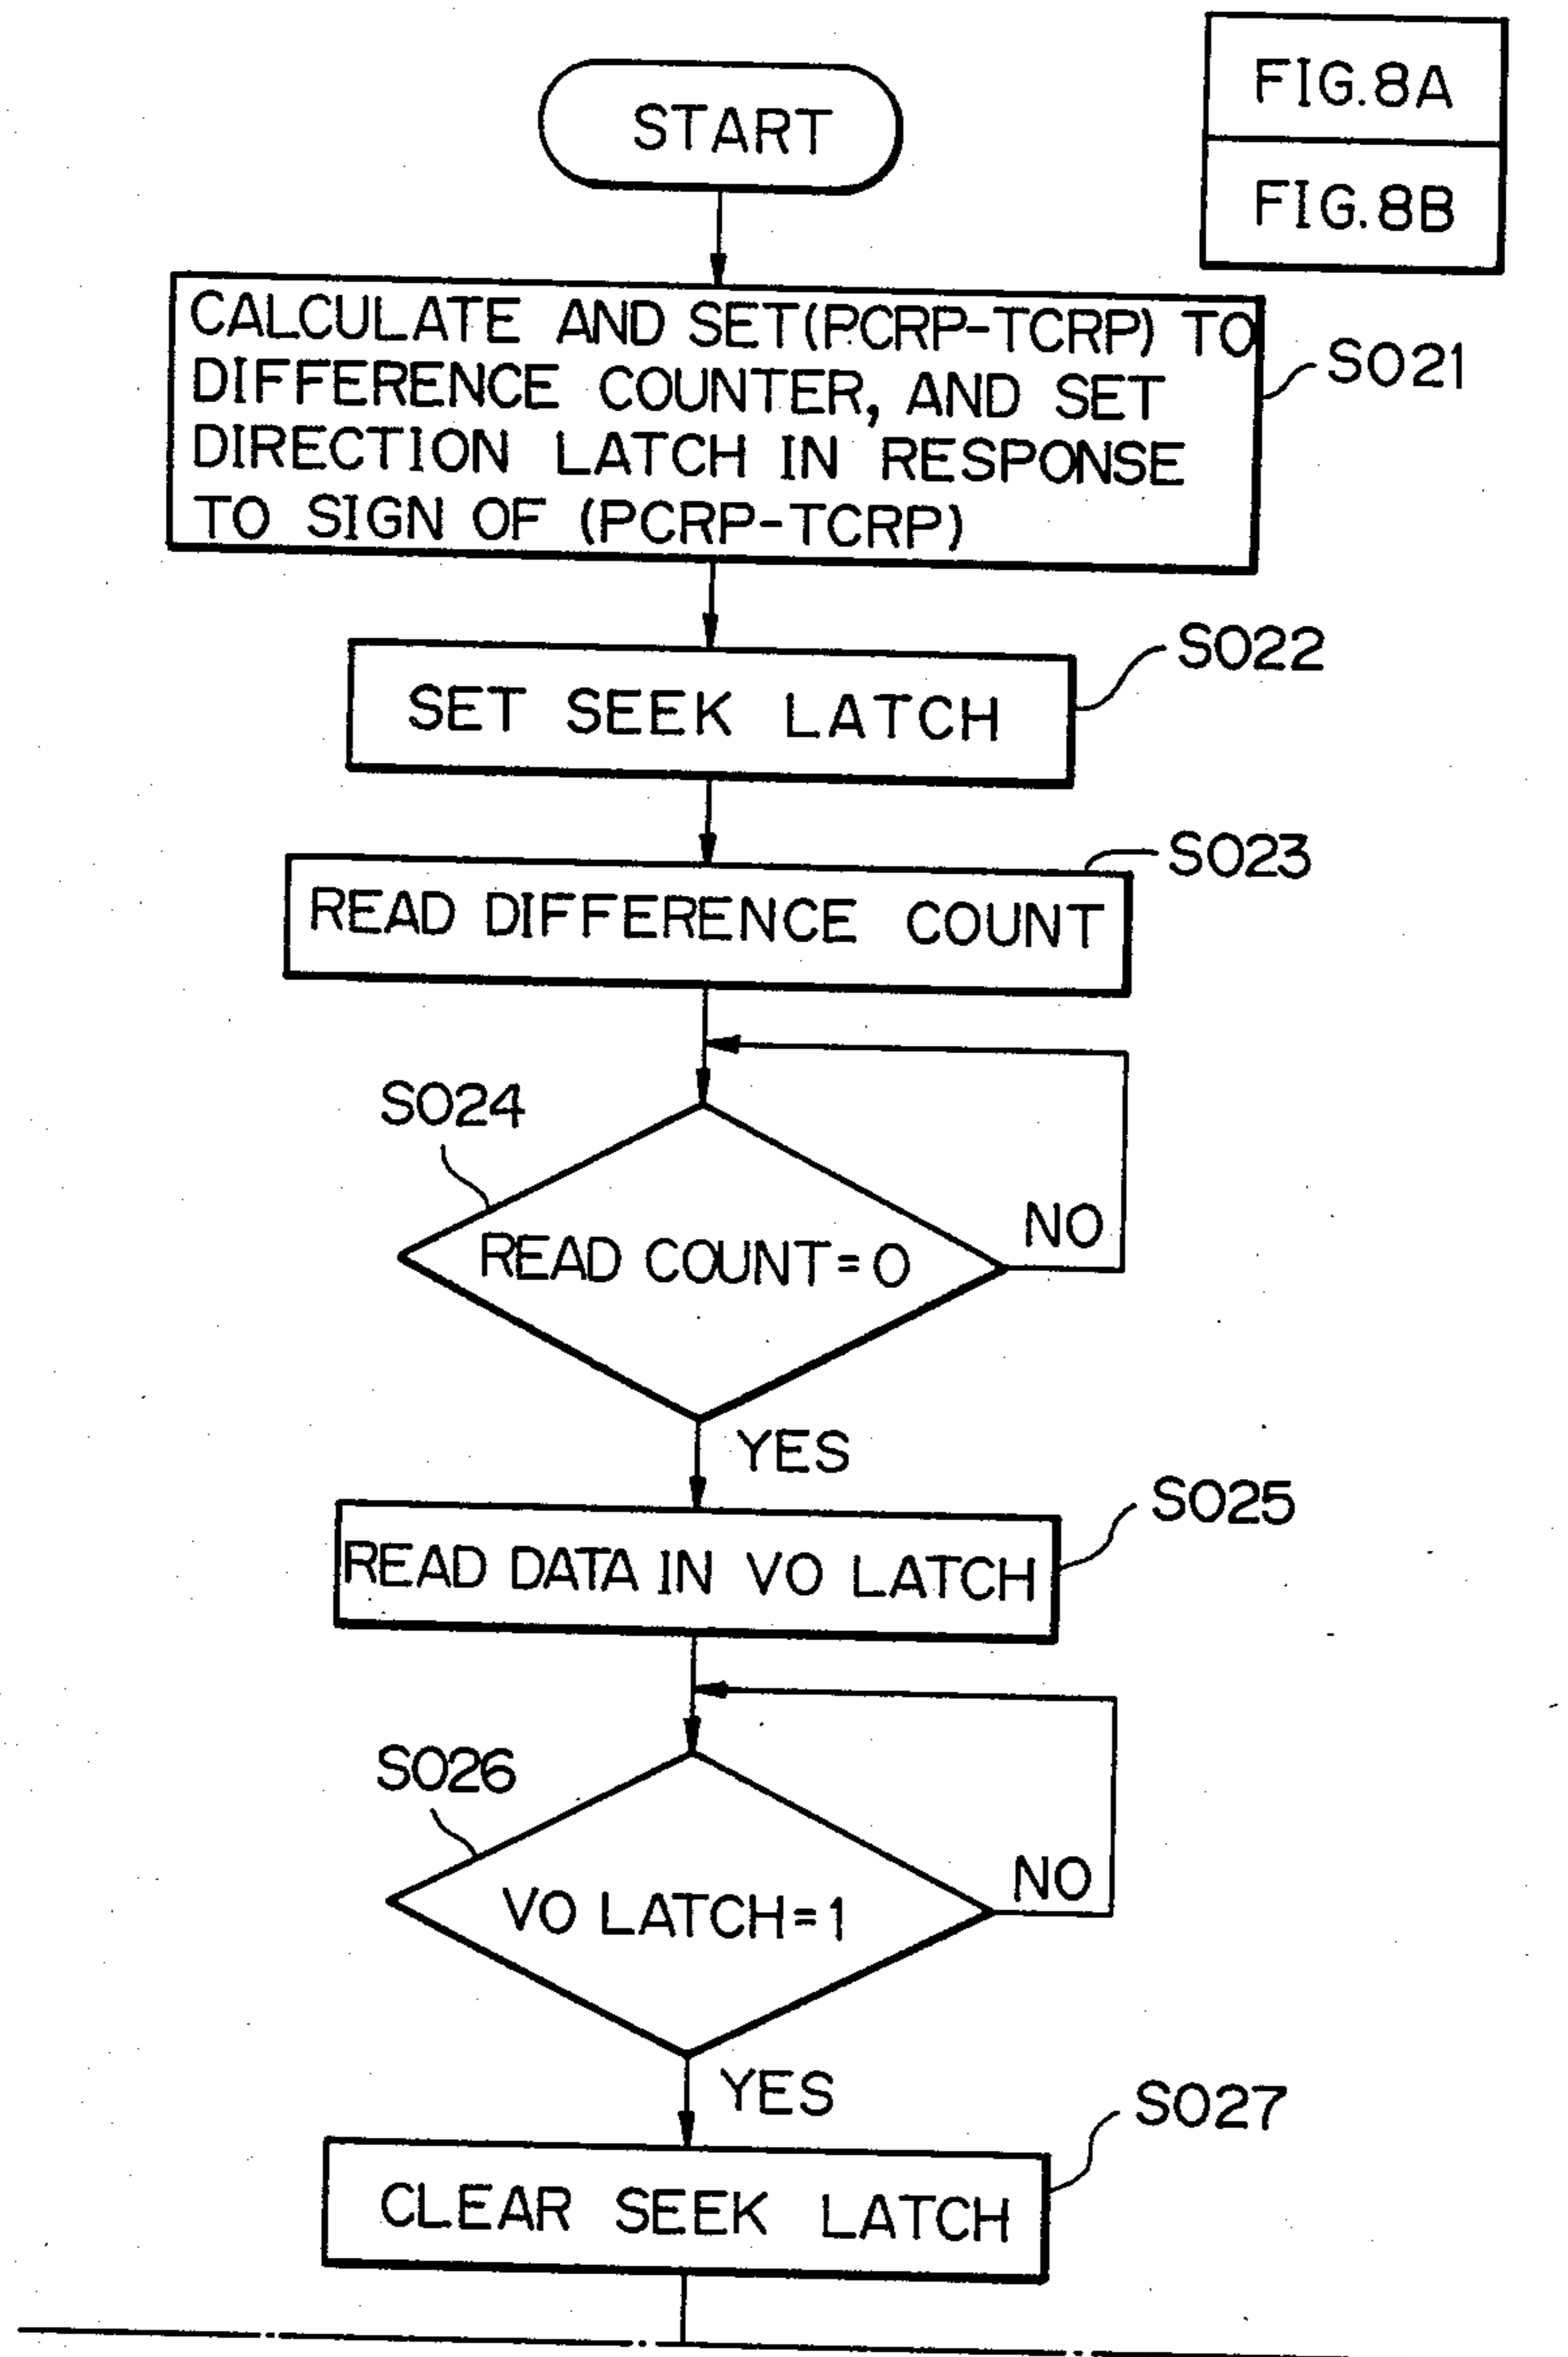 FIG.8A
FIG.8B
START
CALCULATE AND SET(PCRP-TCRP) TO
DIFFERENCE COUNTER, AND SET
DIRECTION LATCH IN RESPONSE
TO SIGN OF (PCRP-TCRP)
S021
SET SEEK LATCH
S022
READ DIFFERENCE COUNT
S023
S024
READ COUNT=0
NO
YES
READ DATA IN VO LATCH
S025
S026
VO LATCH=1
NO
YES
CLEAR SEEK LATCH
S027